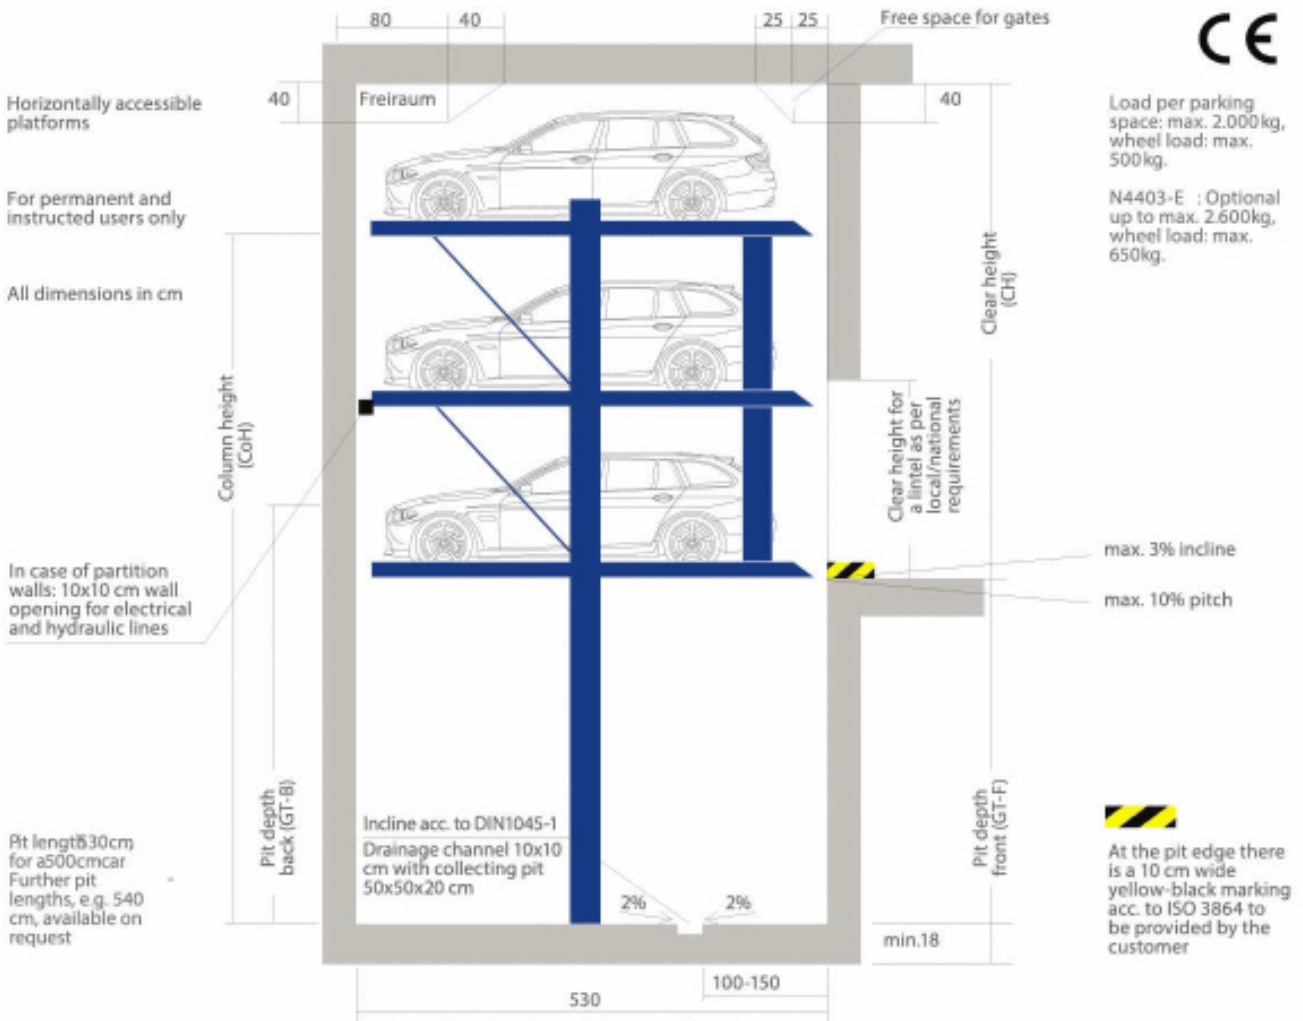 80
40
25
25
Free space for gates
CE
40
Freiraum
40
Horizontally accessible
platforms
For permanent and
instructed users only
All dimensions in cm
Load per parking
space: max. 2.000kg,
wheel load: max.
500kg.
N4403-E : Optional
up to max. 2.600kg,
wheel load: max.
650kg.
Clear height
(CH)
Column height
(CoH)
Clear height for
a lintel as per
local/national
requirements
max. 3% incline
max. 10% pitch
In case of partition
walls: 10x10 cm wall
opening for electrical
and hydraulic lines
Pit depth
back (GT-B)
Pit depth
front (GT-F)
Incline acc. to DIN1045-1
Drainage channel 10x10
cm with collecting pit
50x50x20 cm
2%
2%
Pit length530cm
for a500cmcar
Further pit
lengths, e.g. 540
cm, available on
request
At the pit edge there
is a 10 cm wide
yellow-black marking
acc. to ISO 3864 to
be provided by the
customer
min.18
100-150
530